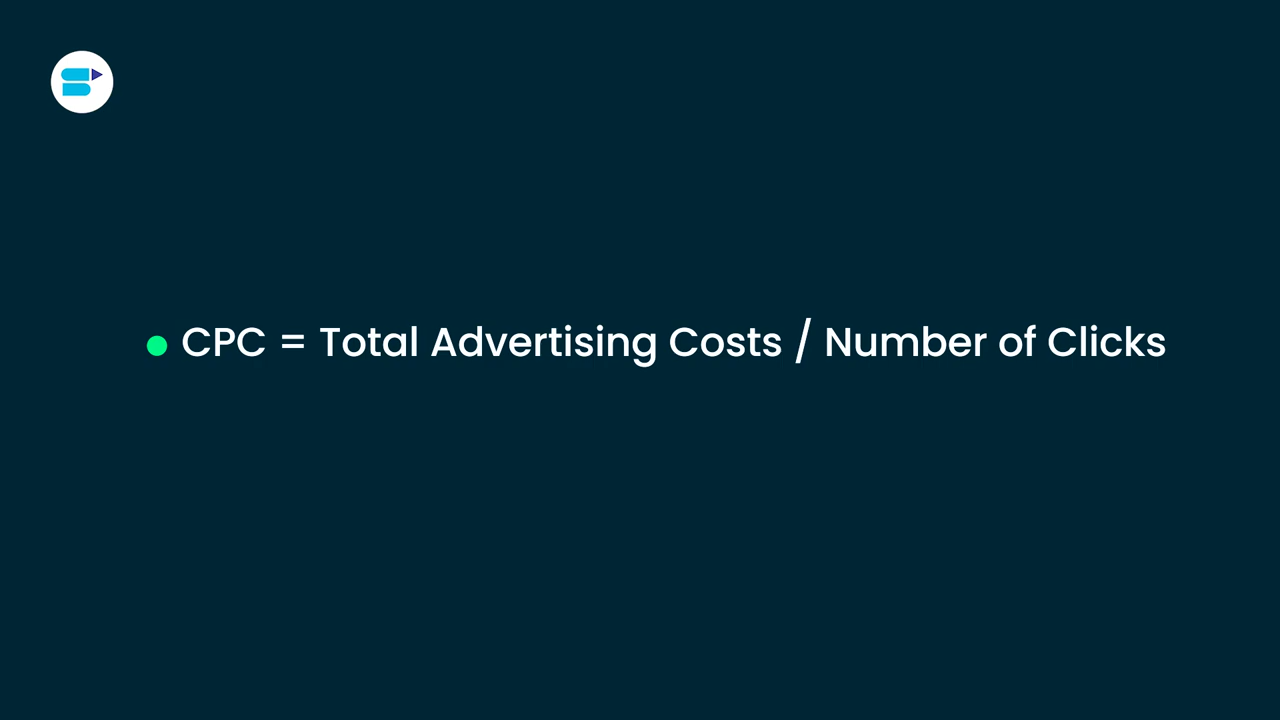 CPC = Total Advertising Costs / Number of Clicks